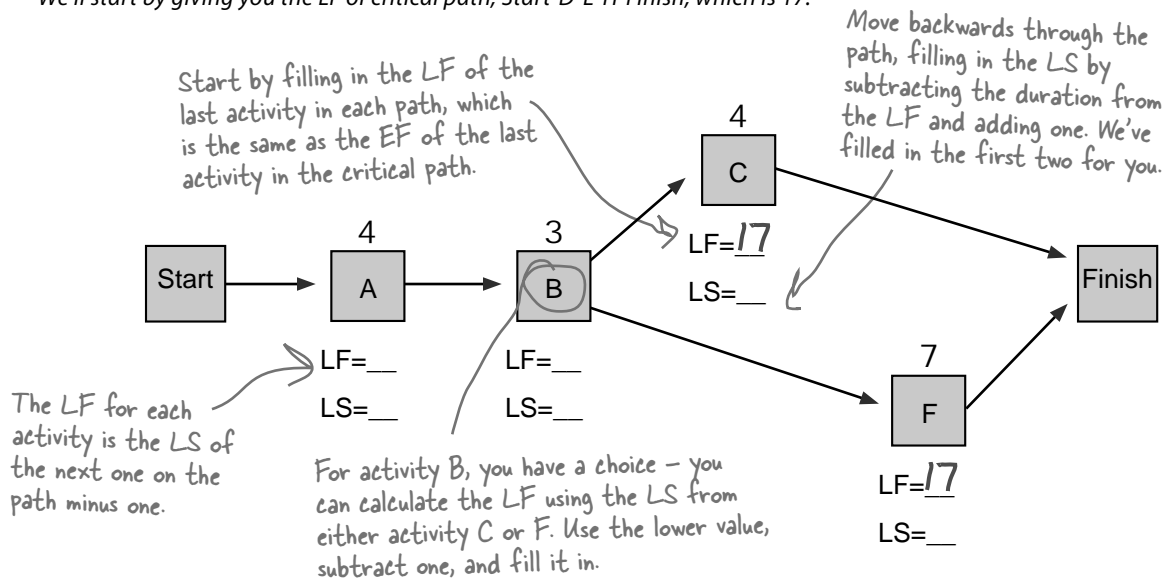 We'll start by giving you the LF of critical path, Start-D-E-H-Finish, which is 17.
Start by filling in the LF of the
last activity in each path, which
is the same as the EF of the last
activity in the critical path.
Move backwards through the
path, filling in the LS by
subtracting the duration from
the LF and adding one. We've
filled in the first two for you.
4
C
LF=17
LS=__
Start
4
A
LF=__
LS=__
3
B
LF=__
LS=__
Finish
7
F
LF=17
LS=__
The LF for each
activity is the LS of
the next one on the
path minus one.
For activity B, you have a choice – you
can calculate the LF using the LS from
either activity C or F. Use the lower value,
subtract one, and fill it in.